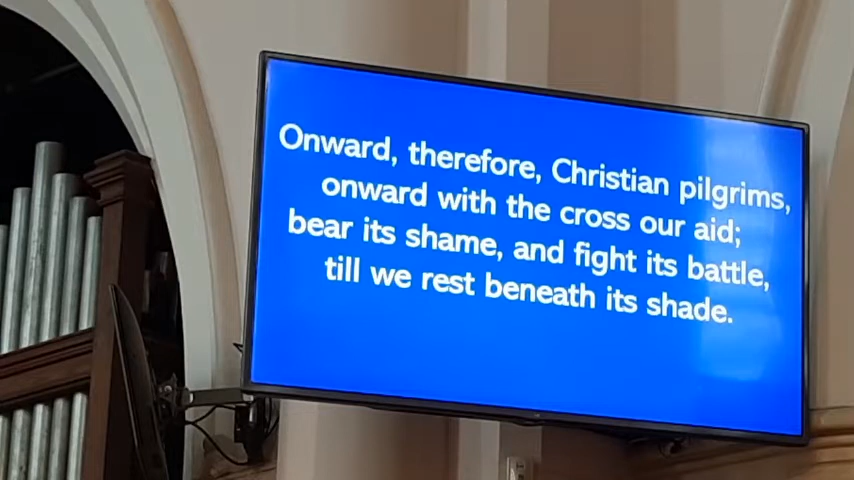 Onward, therefore, Christian pilgrims,
onward with the cross our aid;
bear its shame, and fight its battle,
till we rest beneath its shade.